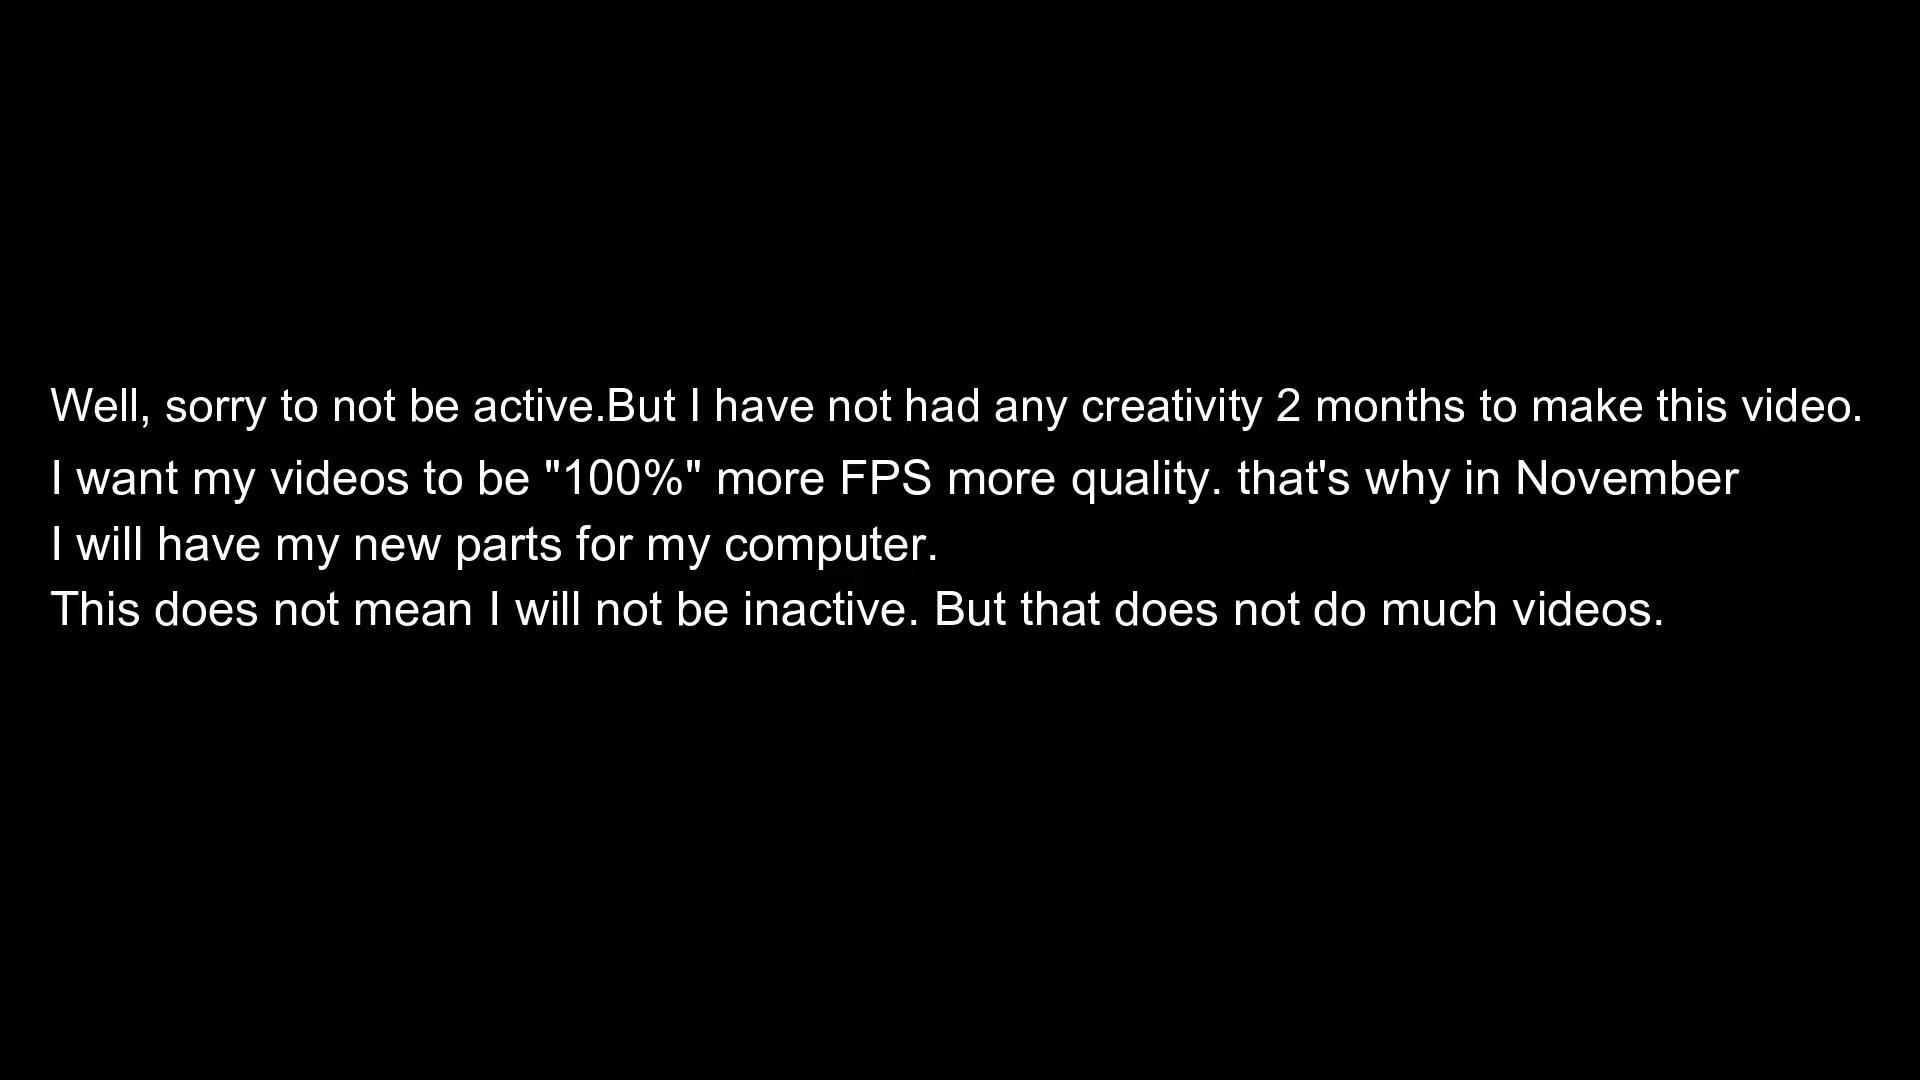 Well, sorry to not be active.But I have not had any creativity 2 months to make this video.
I want my videos to be "100%" more FPS more quality. that's why in November
I will have my new parts for my computer.
This does not mean I will not be inactive. But that does not do much videos.